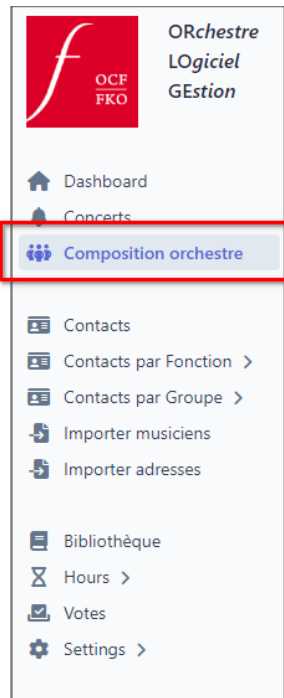 ORchestre
LOgiciel
GEstion
OCF
FKO
Dashboard
Concerts
Composition orchestre
Contacts
Contacts par Fonction >
Contacts par Groupe >
Importer musiciens
Importer adresses
Bibliothèque
Hours >
Votes
Settings >